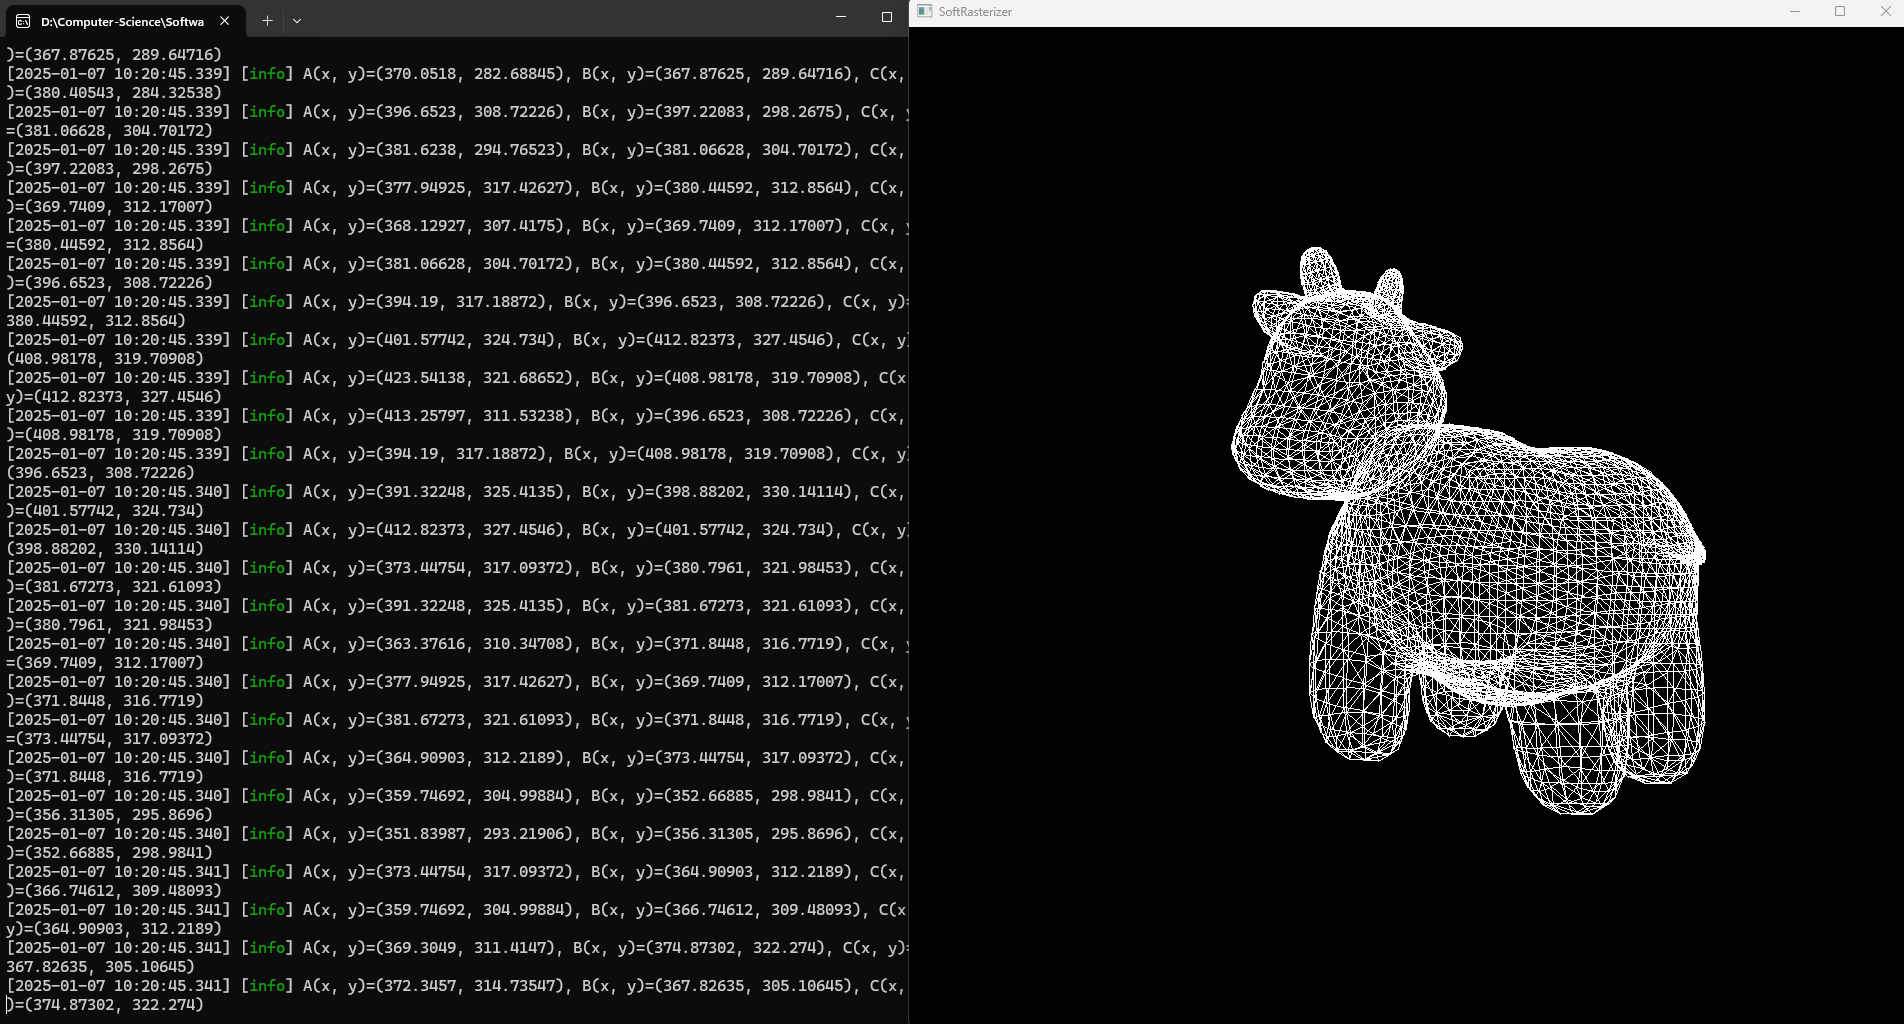 D:\Computer-Science\Softwa
SoftRasterizer
)=(367.87625, 289.64716)
[2025-01-07 10:20:45.339] [info] A(x, y)=(370.0518, 282.68845), B(x, y)=(367.87625, 289.64716), C(x,
)=(380.40543, 284.32538)
[2025-01-07 10:20:45.339] [info] A(x, y)=(396.6523, 308.72226), B(x, y)=(397.22083, 298.2675), C(x, y
=(381.06628, 304.70172)
[2025-01-07 10:20:45.339] [info] A(x, y)=(381.6238, 294.76523), B(x, y)=(381.06628, 304.70172), C(x,
)=(397.22083, 298.2675)
[2025-01-07 10:20:45.339] [info] A(x, y)=(377.94925, 317.42627), B(x, y)=(380.44592, 312.8564), C(x,
)=(369.7409, 312.17007)
[2025-01-07 10:20:45.339] [info] A(x, y)=(368.12927, 307.4175), B(x, y)=(369.7409, 312.17007), C(x, y
=(380.44592, 312.8564)
[2025-01-07 10:20:45.339] [info] A(x, y)=(381.06628, 304.70172), B(x, y)=(380.44592, 312.8564), C(x,
)=(396.6523, 308.72226)
[2025-01-07 10:20:45.339] [info] A(x, y)=(394.19, 317.18872), B(x, y)=(396.6523, 308.72226), C(x, y)=
380.44592, 312.8564)
[2025-01-07 10:20:45.339] [info] A(x, y)=(401.57742, 324.734), B(x, y)=(412.82373, 327.4546), C(x, y)
(408.98178, 319.70908)
[2025-01-07 10:20:45.339] [info] A(x, y)=(423.54138, 321.68652), B(x, y)=(408.98178, 319.70908), C(x
y)=(412.82373, 327.4546)
[2025-01-07 10:20:45.339] [info] A(x, y)=(413.25797, 311.53238), B(x, y)=(396.6523, 308.72226), C(x,
)=(408.98178, 319.70908)
[2025-01-07 10:20:45.339] [info] A(x, y)=(394.19, 317.18872), B(x, y)=(408.98178, 319.70908), C(x, y)
(396.6523, 308.72226)
[2025-01-07 10:20:45.340] [info] A(x, y)=(391.32248, 325.4135), B(x, y)=(398.88202, 330.14114), C(x,
)=(401.57742, 324.734)
[2025-01-07 10:20:45.340] [info] A(x, y)=(412.82373, 327.4546), B(x, y)=(401.57742, 324.734), C(x, y)
(398.88202, 330.14114)
[2025-01-07 10:20:45.340] [info] A(x, y)=(373.44754, 317.09372), B(x, y)=(380.7961, 321.98453), C(x,
)=(381.67273, 321.61093)
[2025-01-07 10:20:45.340] [info] A(x, y)=(391.32248, 325.4135), B(x, y)=(381.67273, 321.61093), C(x,
)=(380.7961, 321.98453)
[2025-01-07 10:20:45.340] [info] A(x, y)=(363.37616, 310.34708), B(x, y)=(371.8448, 316.7719), C(x, y
=(369.7409, 312.17007)
[2025-01-07 10:20:45.340] [info] A(x, y)=(377.94925, 317.42627), B(x, y)=(369.7409, 312.17007), C(x,
)=(371.8448, 316.7719)
[2025-01-07 10:20:45.340] [info] A(x, y)=(381.67273, 321.61093), B(x, y)=(371.8448, 316.7719), C(x, y
=(373.44754, 317.09372)
[2025-01-07 10:20:45.340] [info] A(x, y)=(364.90903, 312.2189), B(x, y)=(373.44754, 317.09372), C(x,
)=(371.8448, 316.7719)
[2025-01-07 10:20:45.340] [info] A(x, y)=(359.74692, 304.99884), B(x, y)=(352.66885, 298.9841), C(x,
)=(356.31305, 295.8696)
[2025-01-07 10:20:45.340] [info] A(x, y)=(351.83987, 293.21906), B(x, y)=(356.31305, 295.8696), C(x,
)=(352.66885, 298.9841)
[2025-01-07 10:20:45.341] [info] A(x, y)=(373.44754, 317.09372), B(x, y)=(364.90903, 312.2189), C(x,
)=(366.74612, 309.48093)
[2025-01-07 10:20:45.341] [info] A(x, y)=(359.74692, 304.99884), B(x, y)=(366.74612, 309.48093), C(x
y)=(364.90903, 312.2189)
[2025-01-07 10:20:45.341] [info] A(x, y)=(369.3049, 311.4147), B(x, y)=(374.87302, 322.274), C(x, y)=
367.82635, 305.10645)
[2025-01-07 10:20:45.341] [info] A(x, y)=(372.3457, 314.73547), B(x, y)=(367.82635, 305.10645), C(x,
)=(374.87302, 322.274)